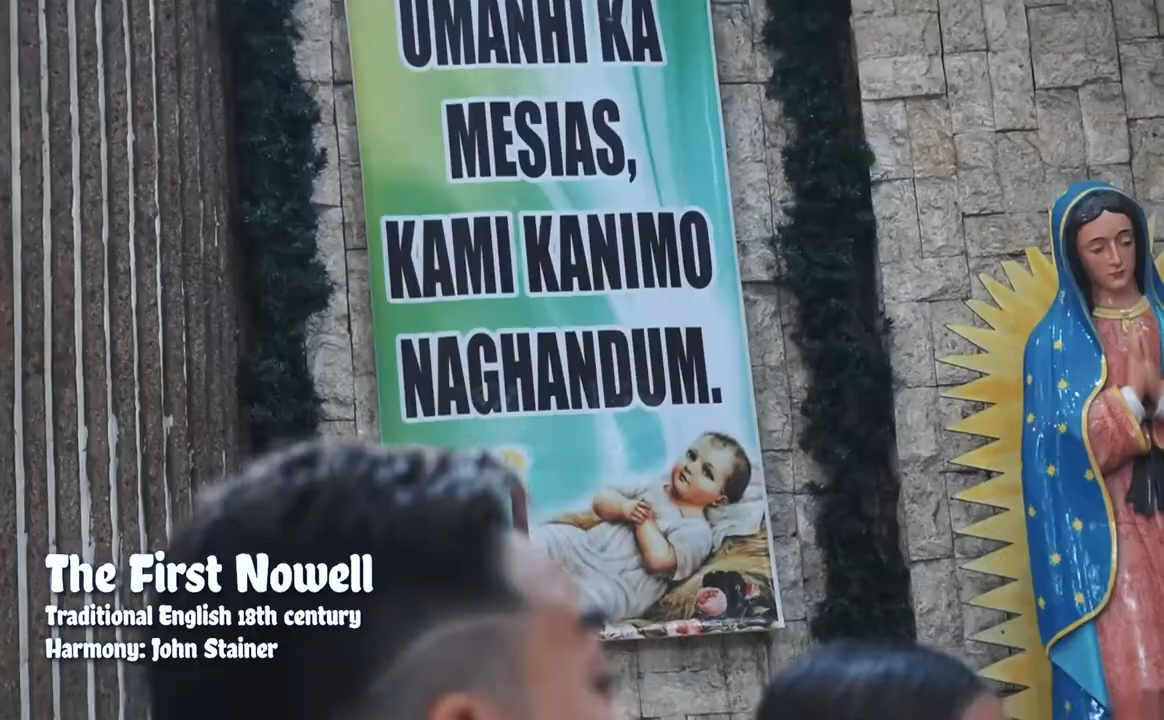 UMANHI KA
MESIAS,
KAMI KANIMO
NAGHANDUM.
The First Nowell
Traditional English 18th century
Harmony: John Stainer